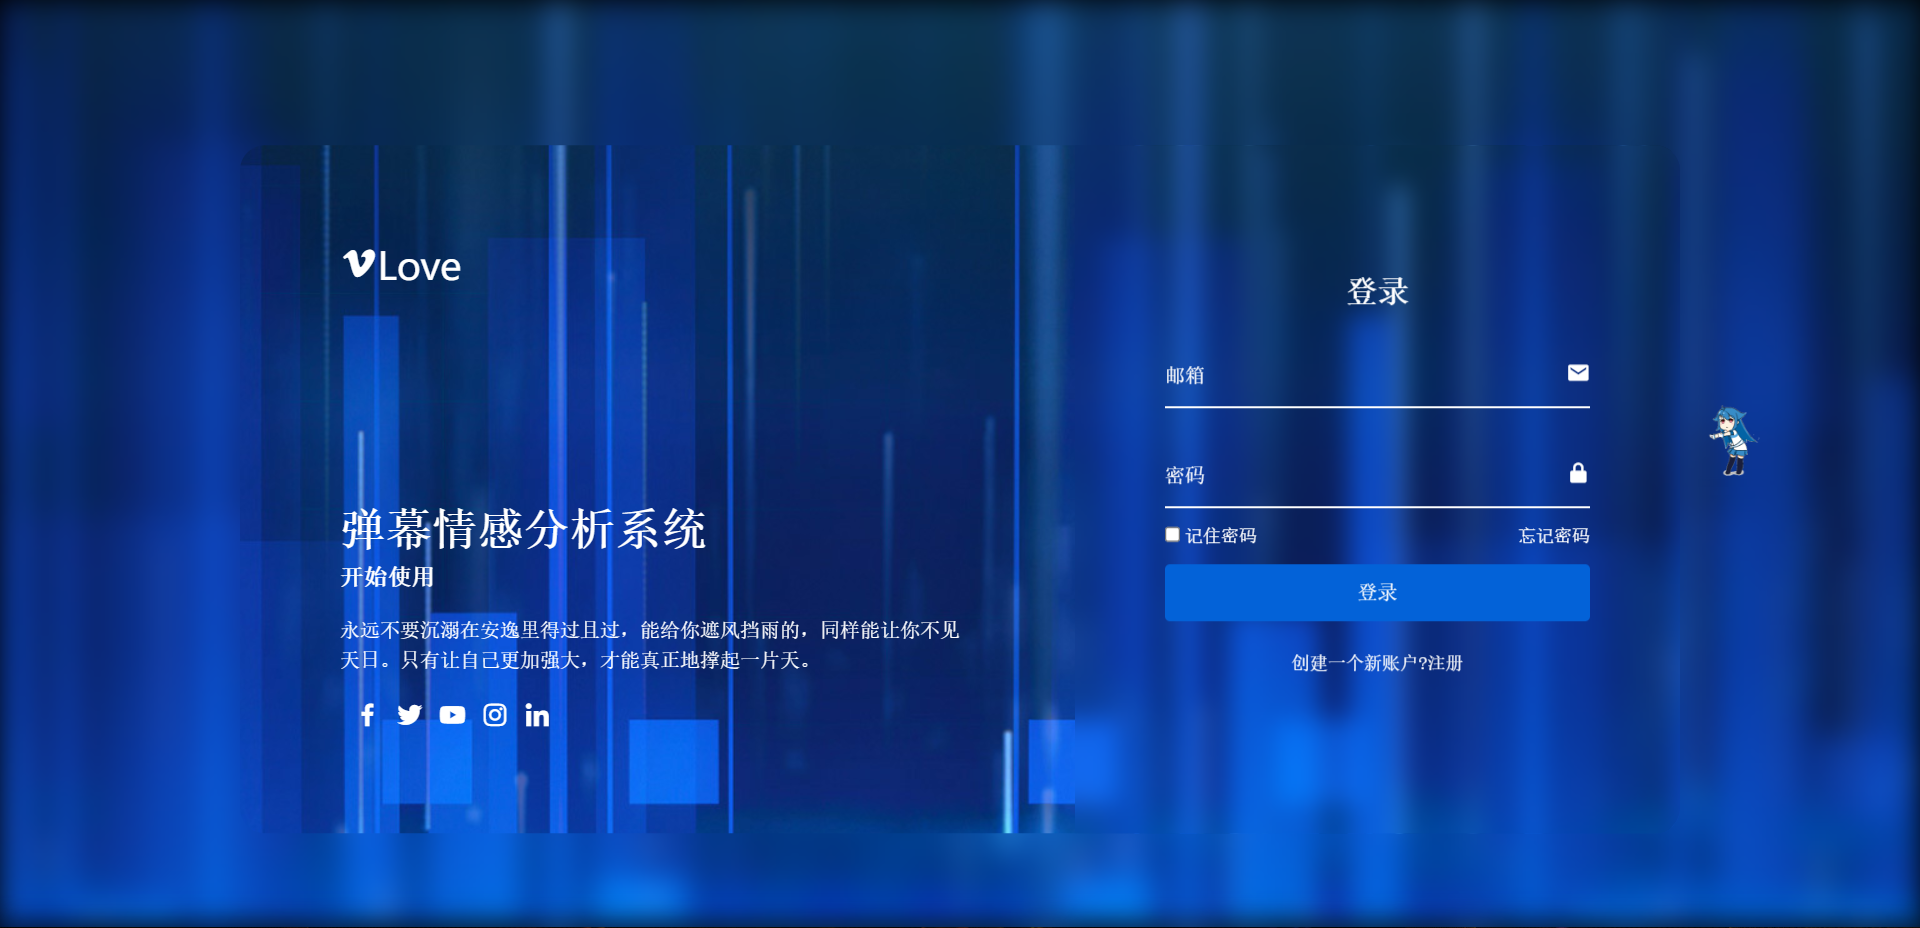 Love
弹幕情感分析系统
开始使用
永远不要沉溺在安逸里得过且过，能给你遮风挡雨的，同样能让你不见
天日。只有让自己更加强大，才能真正地撑起一片天。
登录
邮箱
密码
记住密码 忘记密码
登录
创建一个新账户?注册